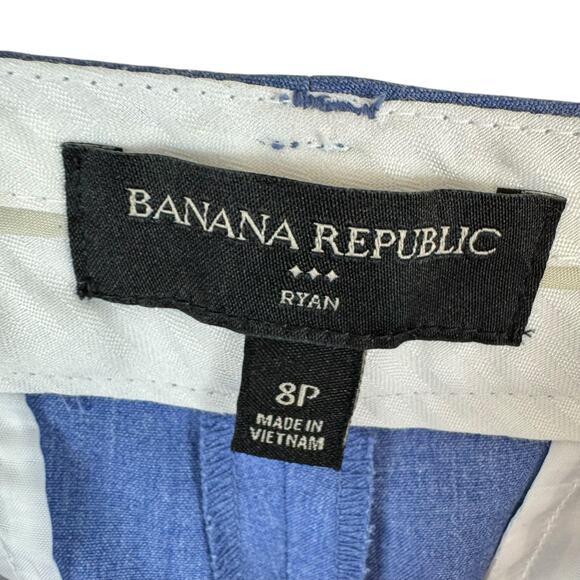 BANANA REPUBLIC
RYAN
8P
MADE IN
VIETNAM